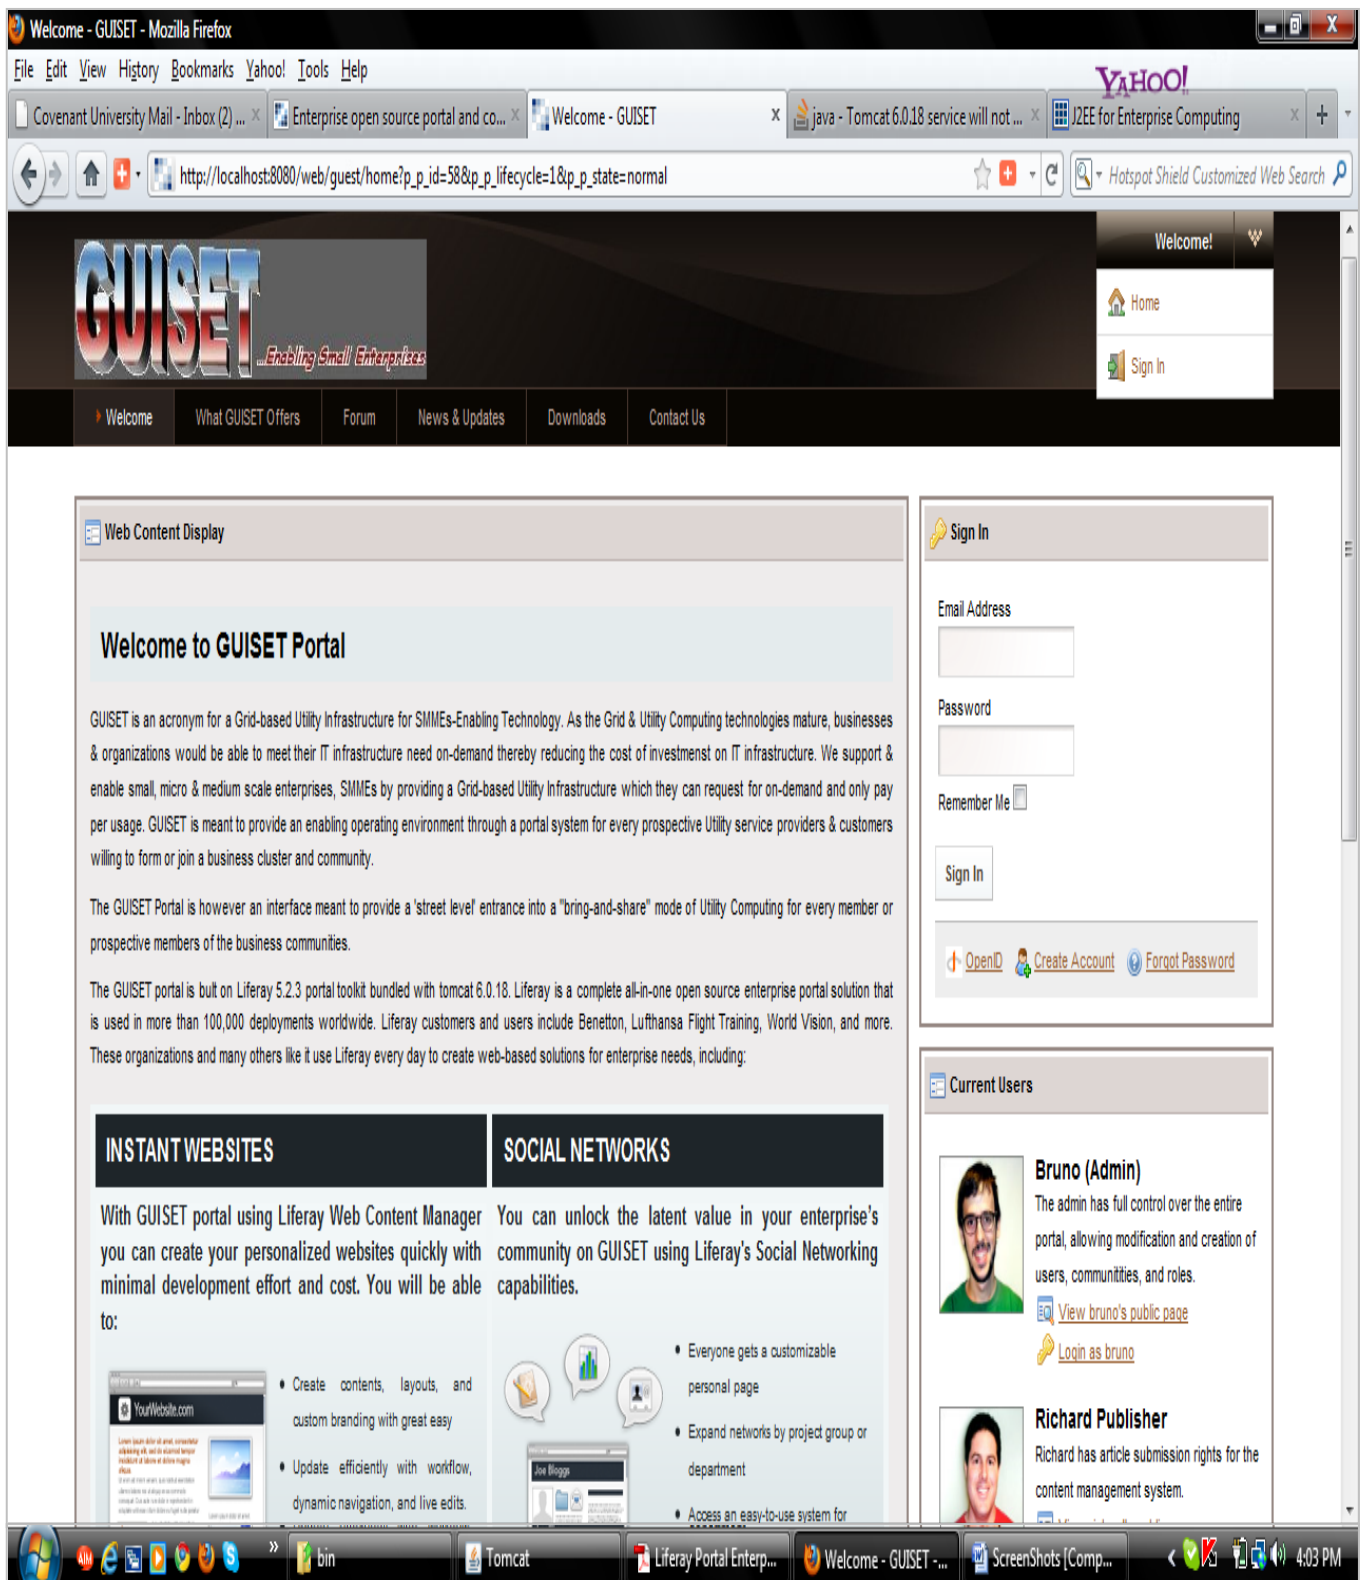 Welcome - GUISET - Mozilla Firefox
File Edit View History Bookmarks Yahoo! Tools Help
YAHOO!
Covenant University Mail - Inbox (2) ...
Enterprise open source portal and co...
Welcome - GUISET
java - Tomcat 6.0.18 service will not ...
J2EE for Enterprise Computing
http://localhost:8080/web/guest/home?p_p_id=58&p_p_lifecycle=1&p_p_state=normal
Hotspot Shield Customized Web Search
GUISET
...Enabling Small Enterprises
Welcome!
Home
Sign In
Welcome
What GUISET Offers
Forum
News & Updates
Downloads
Contact Us
Web Content Display
Welcome to GUISET Portal
GUISET is an acronym for a Grid-based Utility Infrastructure for SMMEs-Enabling Technology. As the Grid & Utility Computing technologies mature, businesses
& organizations would be able to meet their IT infrastructure need on-demand thereby reducing the cost of investmenst on IT infrastructure. We support &
enable small, micro & medium scale enterprises, SMMEs by providing a Grid-based Utility Infrastructure which they can request for on-demand and only pay
per usage. GUISET is meant to provide an enabling operating environment through a portal system for every prospective Utility service providers & customers
willing to form or join a business cluster and community.
The GUISET Portal is however an interface meant to provide a 'street level' entrance into a "bring-and-share" mode of Utility Computing for every member or
prospective members of the business communities.
The GUISET portal is buit on Liferay 5.2.3 portal toolkit bundled with tomcat 6.0.18. Liferay is a complete all-in-one open source enterprise portal solution that
is used in more than 100,000 deployments worldwide. Liferay customers and users include Benetton, Lufthansa Flight Training, World Vision, and more.
These organizations and many others like it use Liferay every day to create web-based solutions for enterprise needs, including:
INSTANT WEBSITES
With GUISET portal using Liferay Web Content Manager
you can create your personalized websites quickly with
minimal development effort and cost. You will be able
to:
YourWebsite.com
Create contents, layouts, and
custom branding with great easy
Update efficiently with workflow,
dynamic navigation, and live edits.
SOCIAL NETWORKS
You can unlock the latent value in your enterprise's
community on GUISET using Liferay's Social Networking
capabilities.
Joe Bloggs
Everyone gets a customizable
personal page
Expand networks by project group or
department
Access an easy-to-use system for
Sign In
Email Address
Password
Remember Me
Sign In
OpenID
Create Account
Forgot Password
Current Users
Bruno (Admin)
The admin has full control over the entire
portal, allowing modification and creation of
users, communitities, and roles.
View bruno's public page
Login as bruno
Richard Publisher
Richard has article submission rights for the
content management system.
bin
Tomcat
Liferay Portal Enterp...
Welcome - GUISET -...
ScreenShots [Comp...
4:03 PM